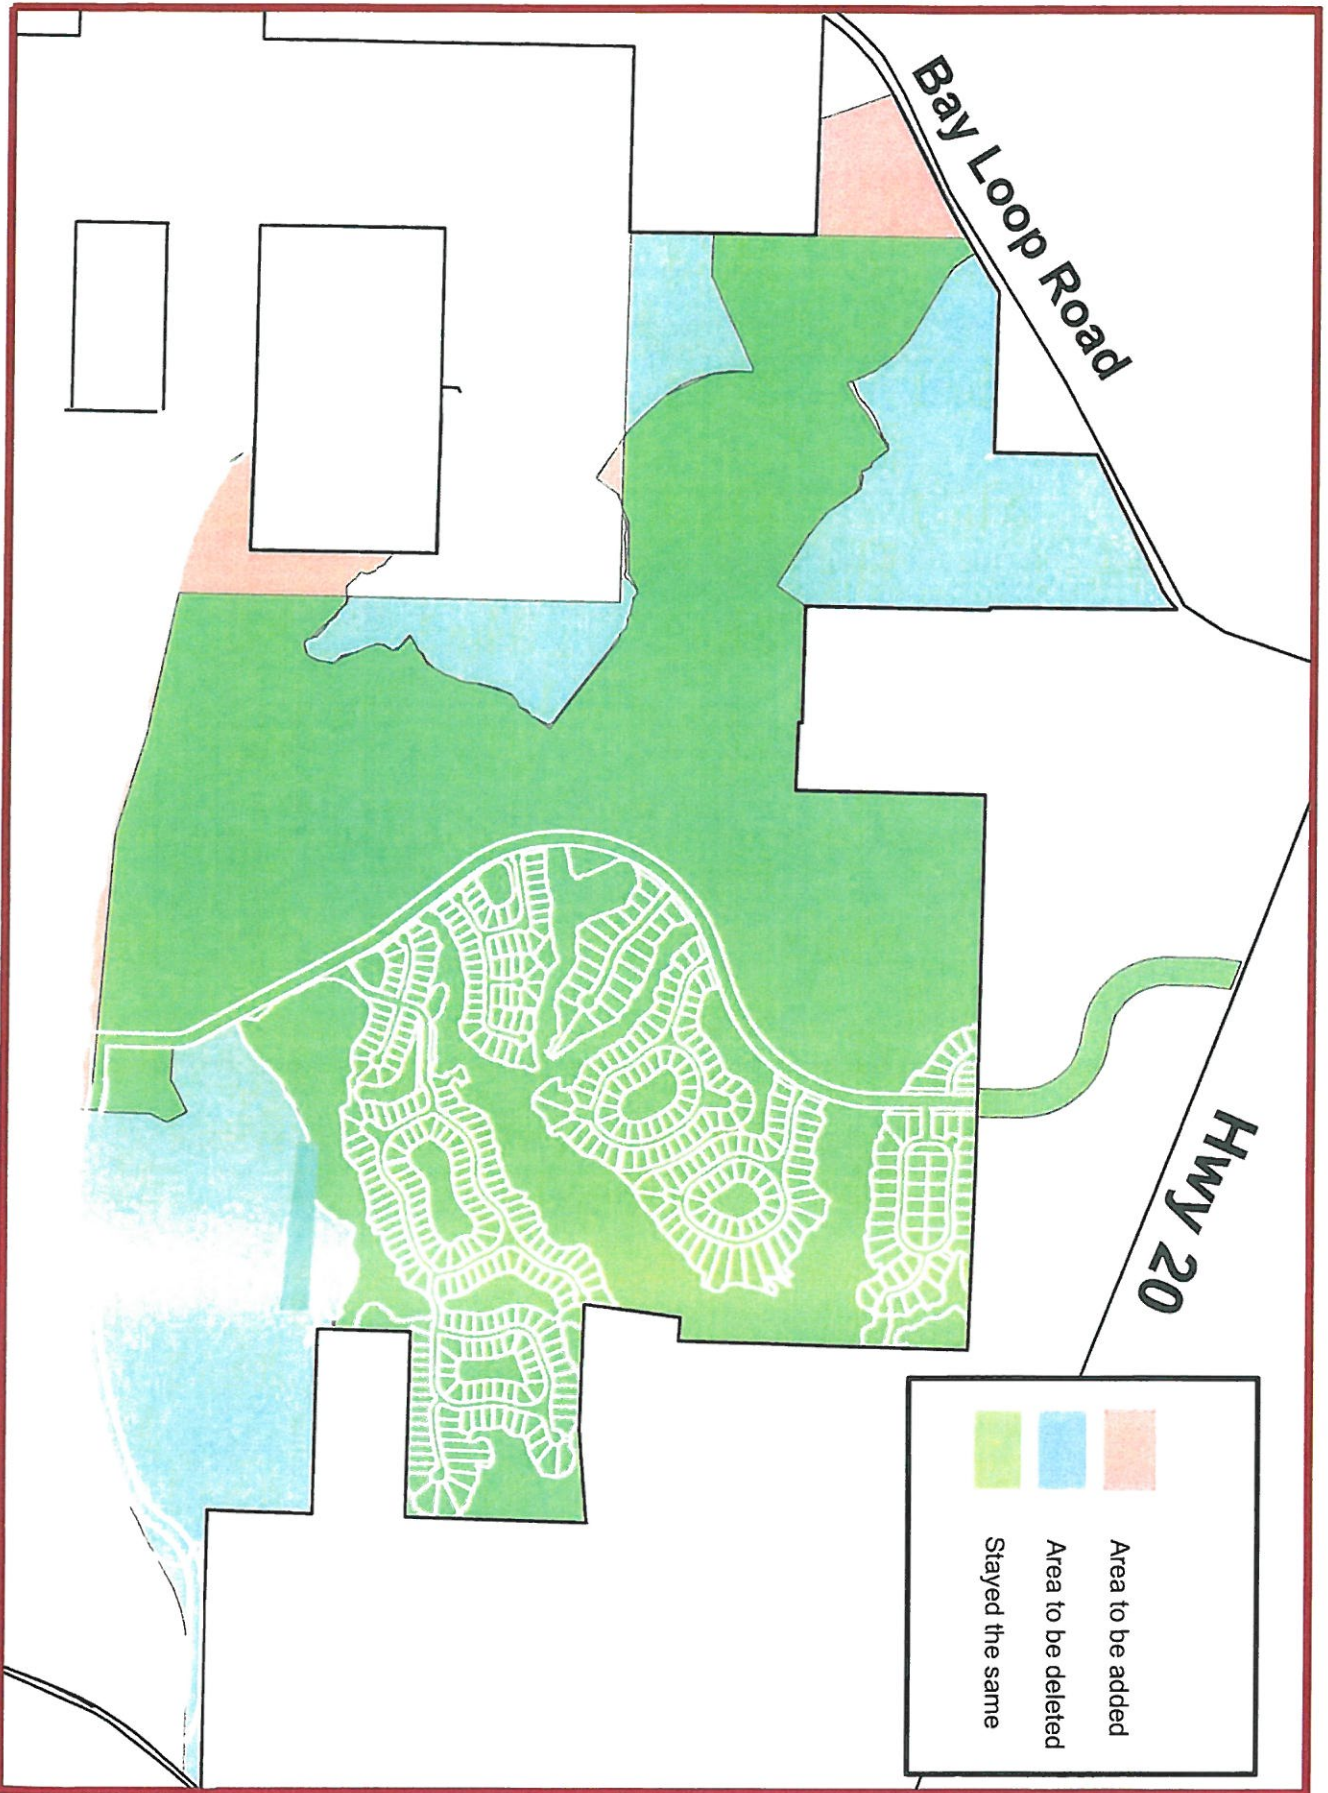 Bay Loop Road
Hwy 20
Area to be added
Area to be deleted
Stayed the same